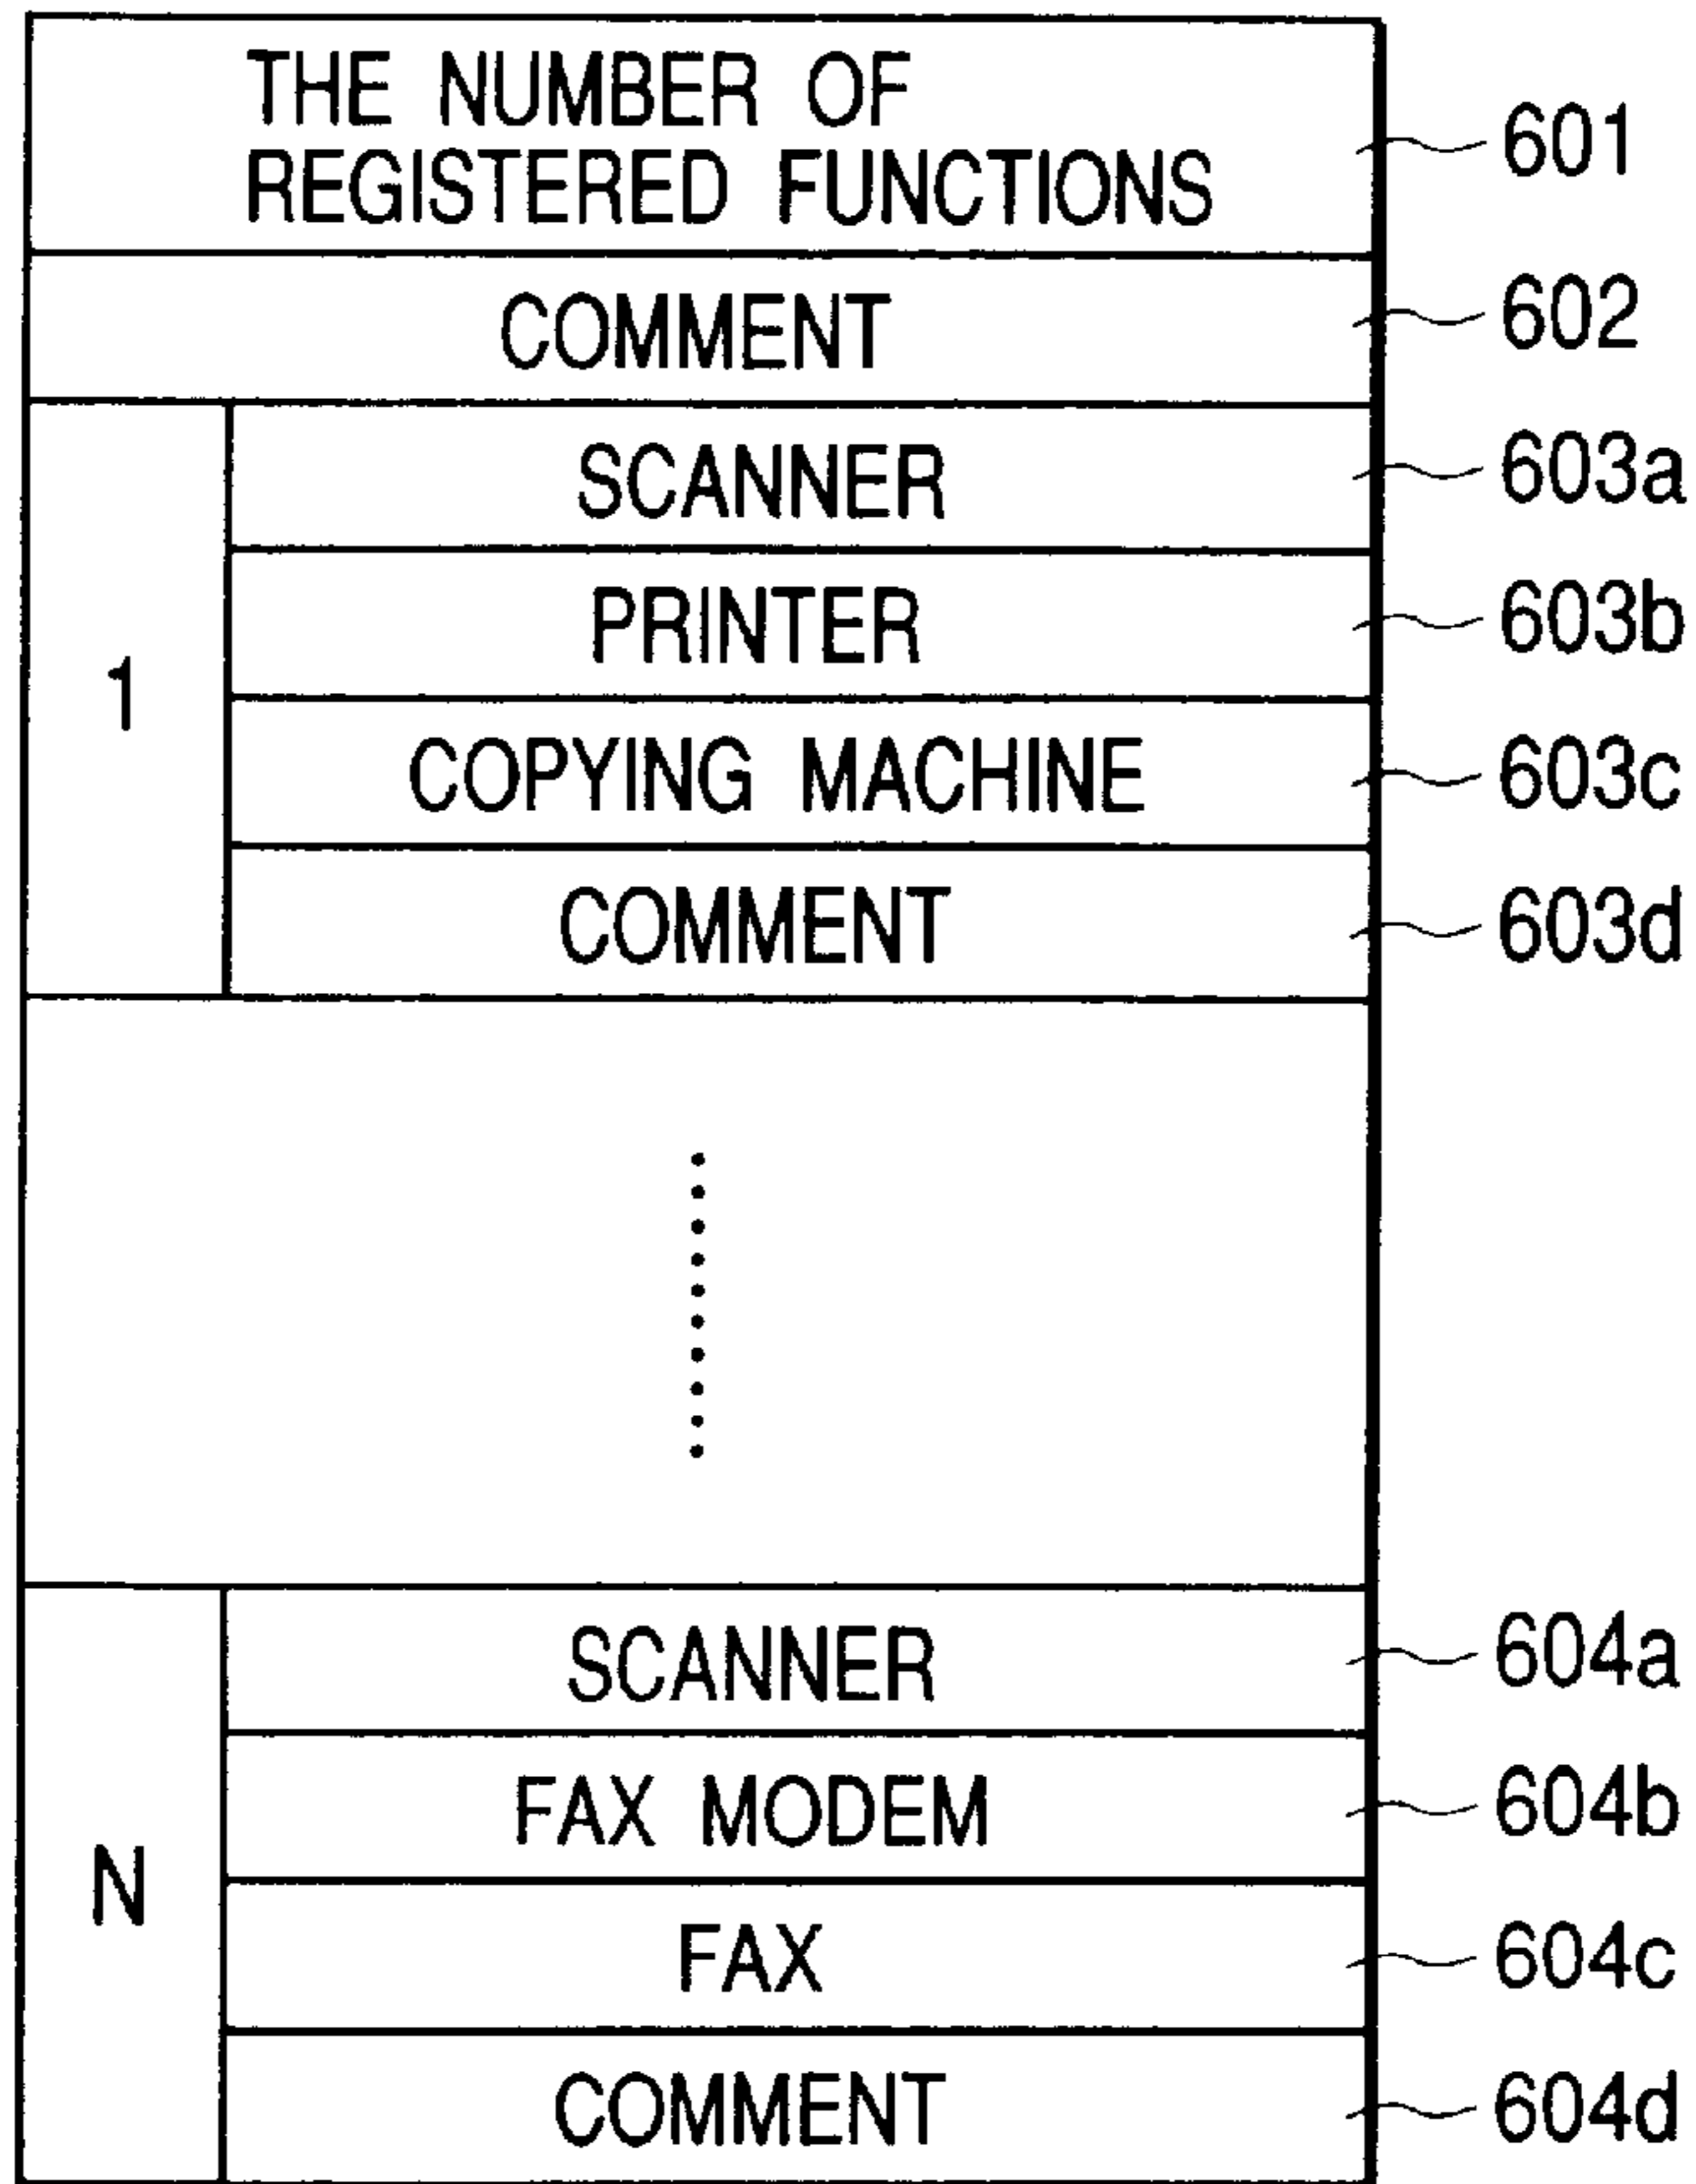 THE NUMBER OF
REGISTERED FUNCTIONS
601
COMMENT
602
1
SCANNER
603a
PRINTER
603b
COPYING MACHINE
603c
COMMENT
603d
N
SCANNER
604a
FAX MODEM
604b
FAX
604c
COMMENT
604d